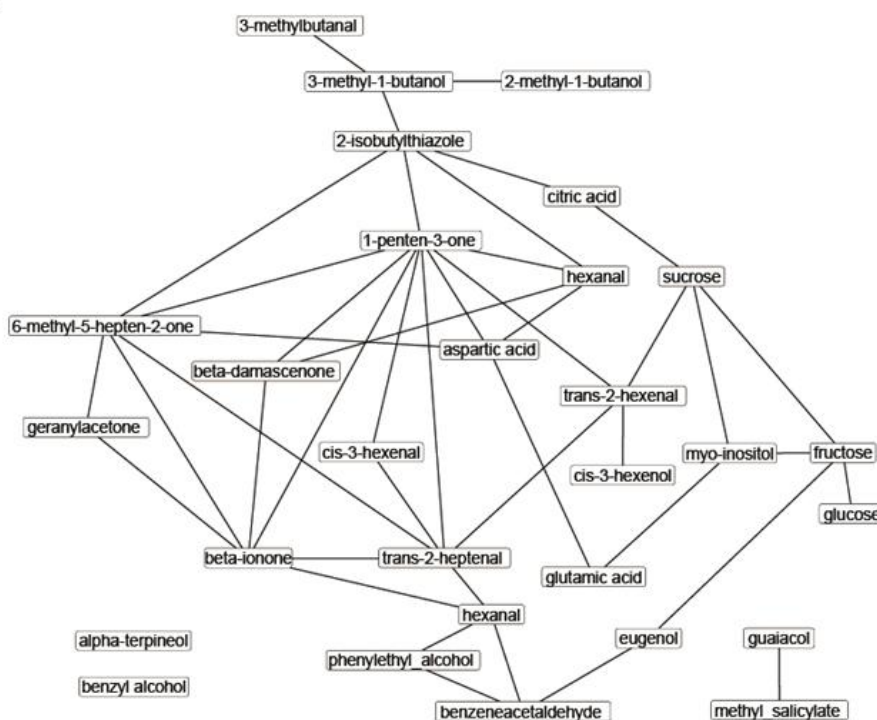 3-methylbutanal
3-methyl-1-butanol
2-methyl-1-butanol
2-isobutylthiazole
citric acid
1-penten-3-one
hexanal
sucrose
6-methyl-5-hepten-2-one
aspartic acid
beta-damascenone
trans-2-hexenal
geranylacetone
cis-3-hexenal
myo-inositol
fructose
cis-3-hexenol
glucose
beta-ionone
trans-2-heptenal
glutamic acid
hexanal
alpha-terpineol
eugenol
guaiacol
phenylethyl_alcohol
benzyl alcohol
benzeneacetaldehyde
methyl_salicylate